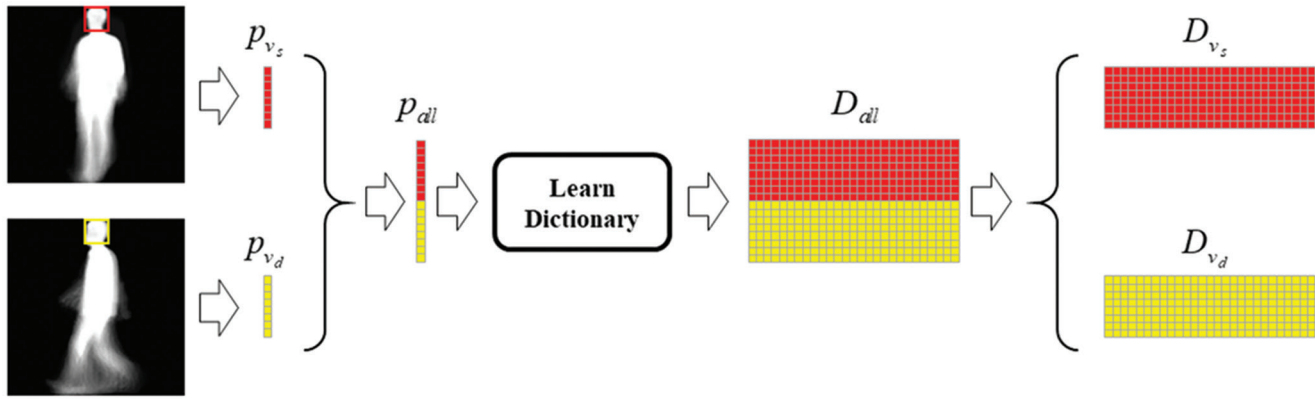 p_{v_s}
p_{all}
Learn
Dictionary
D_{all}
D_{v_s}
p_{v_d}
D_{v_d}